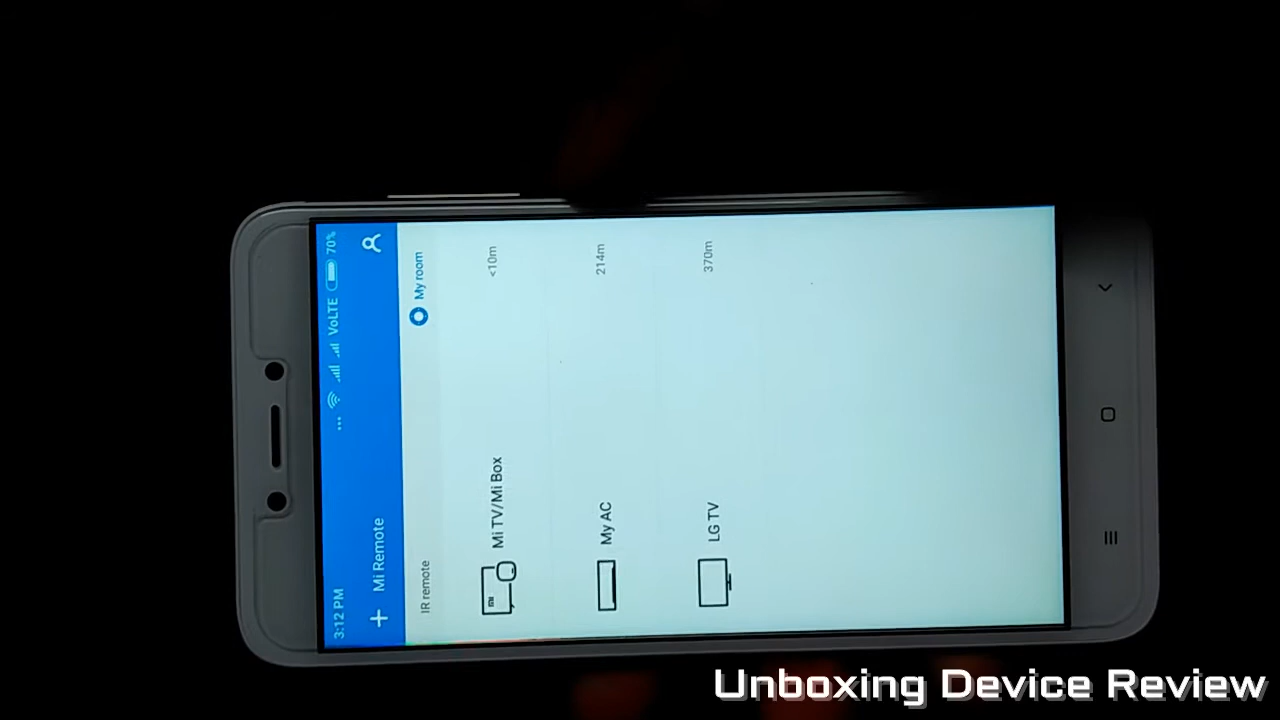 3:12 PM
... VoLTE 70%
Mi Remote
IR remote
My room
mi
Mi TV/Mi Box
<10m
My AC
214m
LG TV
370m
Unboxing Device Review